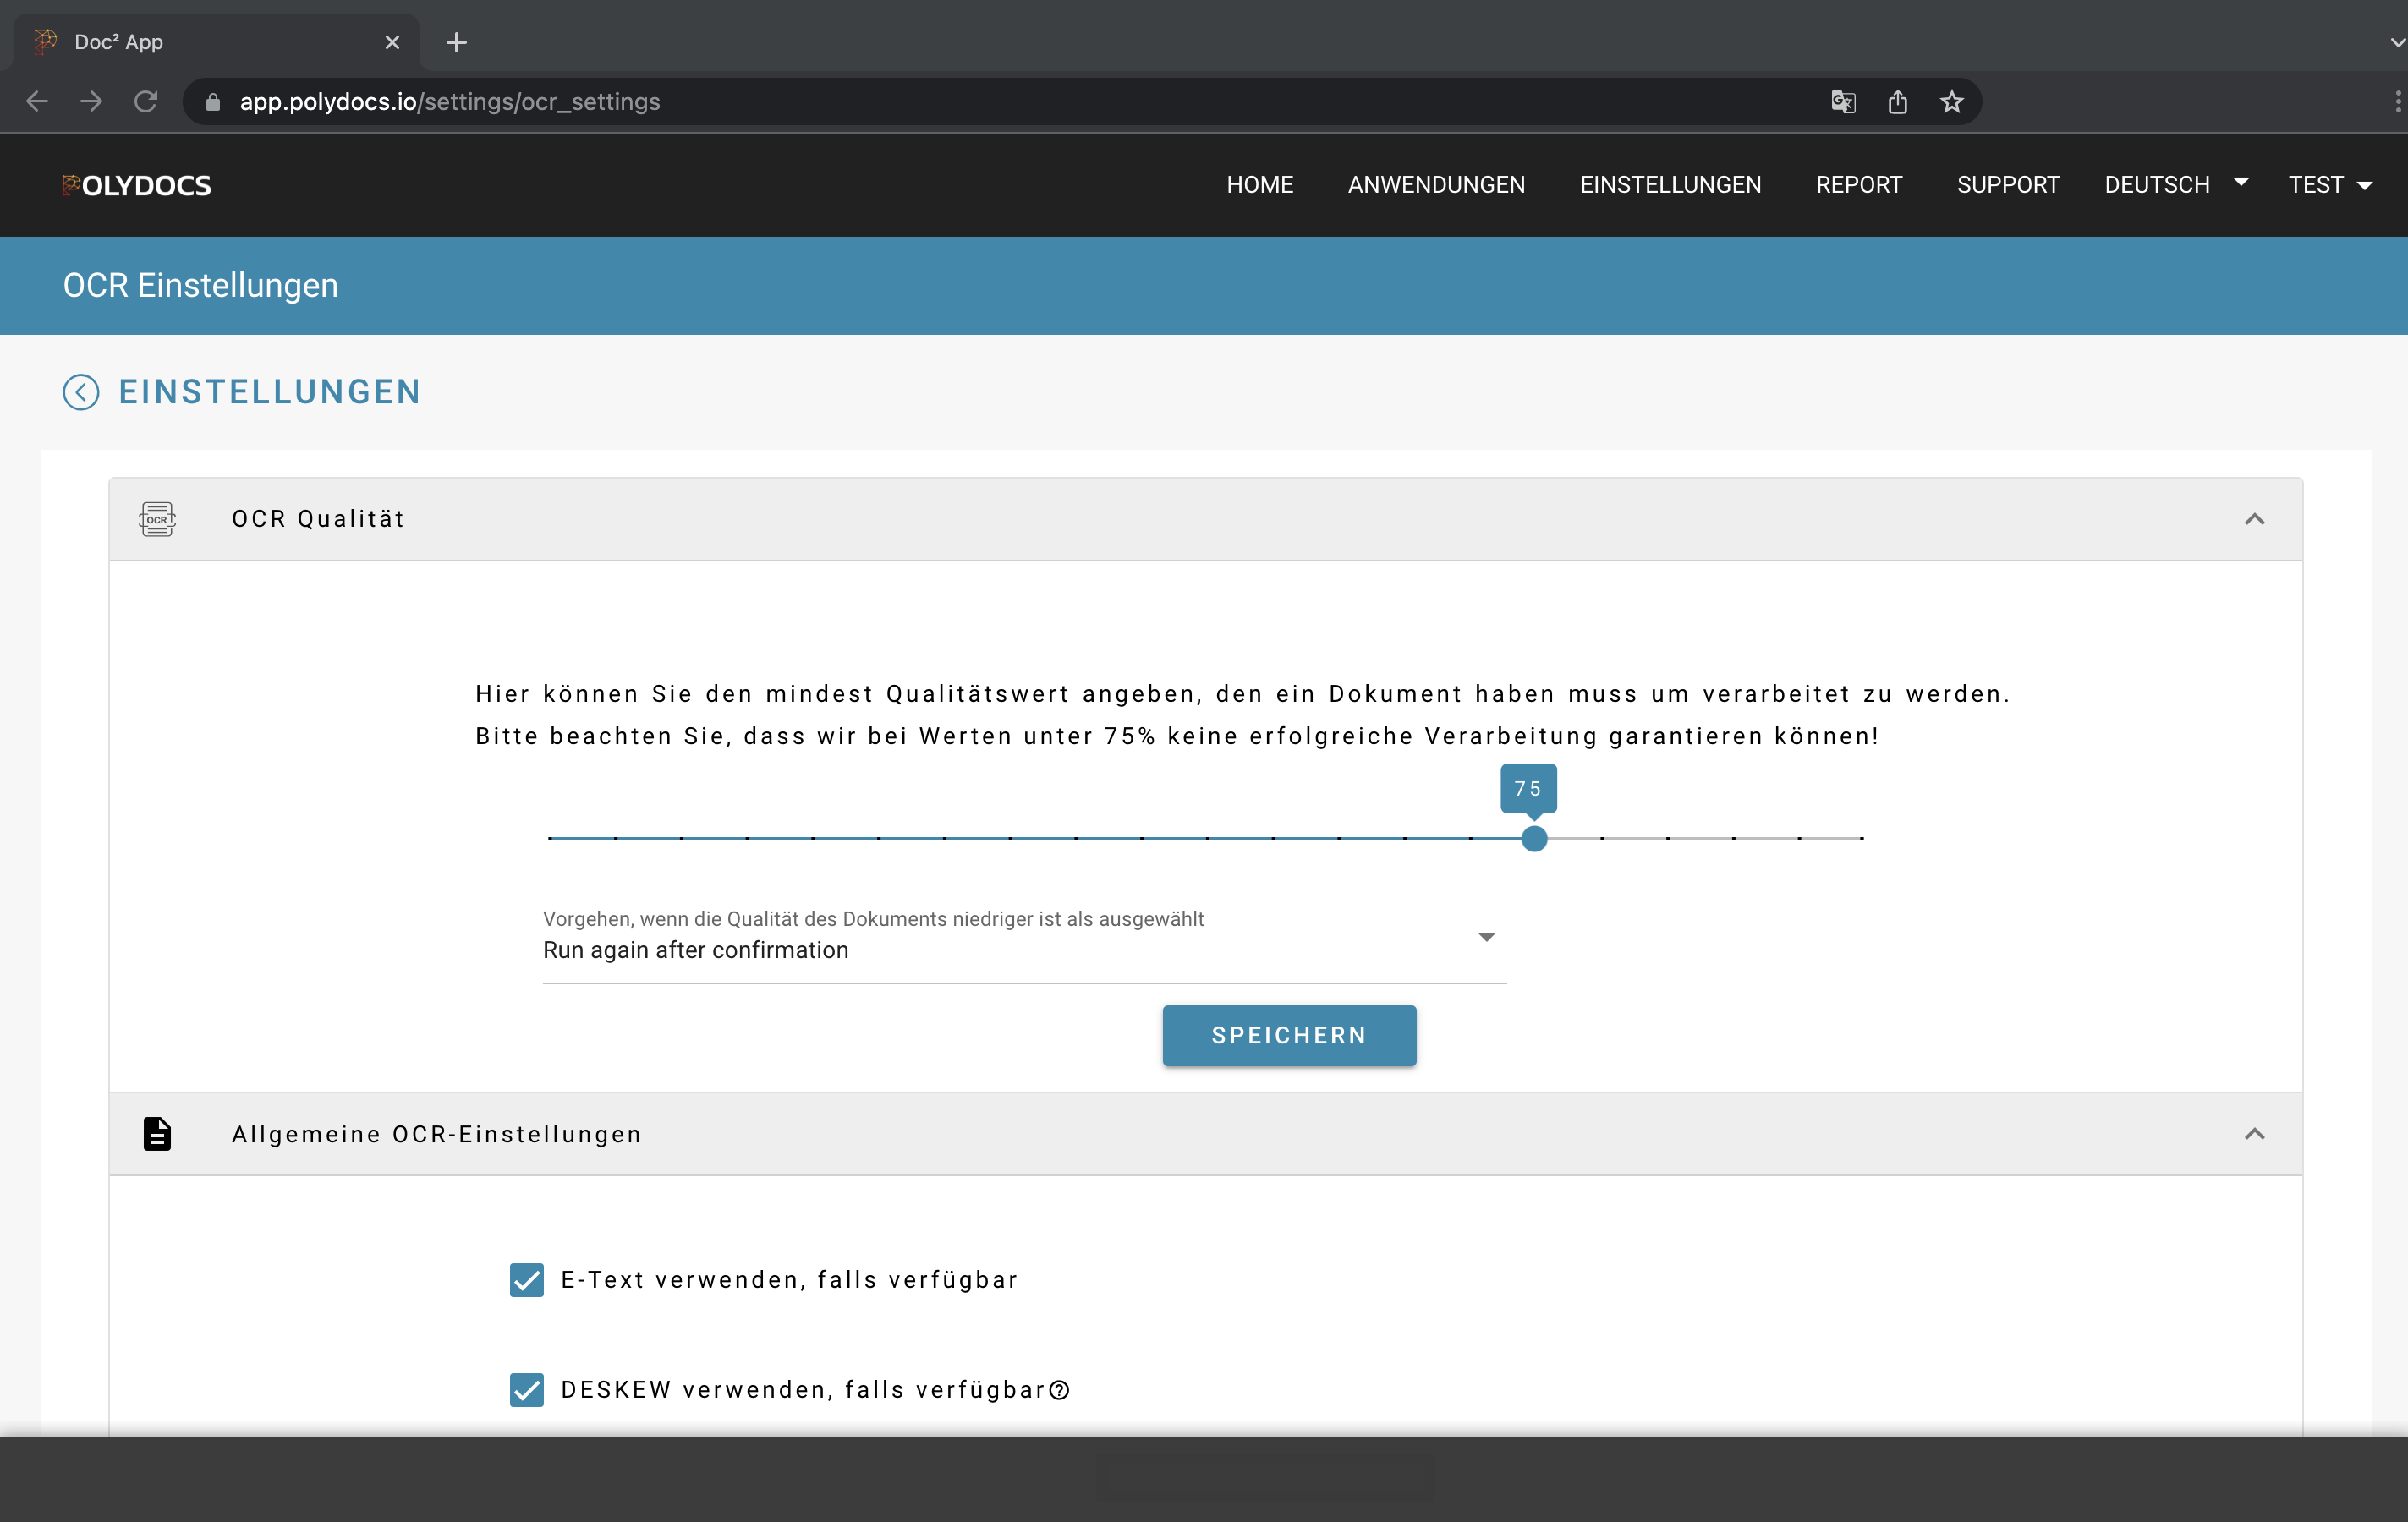 Doc² App
app.polydocs.io/settings/ocr_settings
POLYDOCS
HOME ANWENDUNGEN EINSTELLUNGEN REPORT SUPPORT DEUTSCH TEST
OCR Einstellungen
EINSTELLUNGEN
OCR
OCR Qualität
Hier können Sie den mindest Qualitätswert angeben, den ein Dokument haben muss um verarbeitet zu werden.
Bitte beachten Sie, dass wir bei Werten unter 75% keine erfolgreiche Verarbeitung garantieren können!
75
Vorgehen, wenn die Qualität des Dokuments niedriger ist als ausgewählt
Run again after confirmation
SPEICHERN
Allgemeine OCR-Einstellungen
E-Text verwenden, falls verfügbar
DESKEW verwenden, falls verfügbar